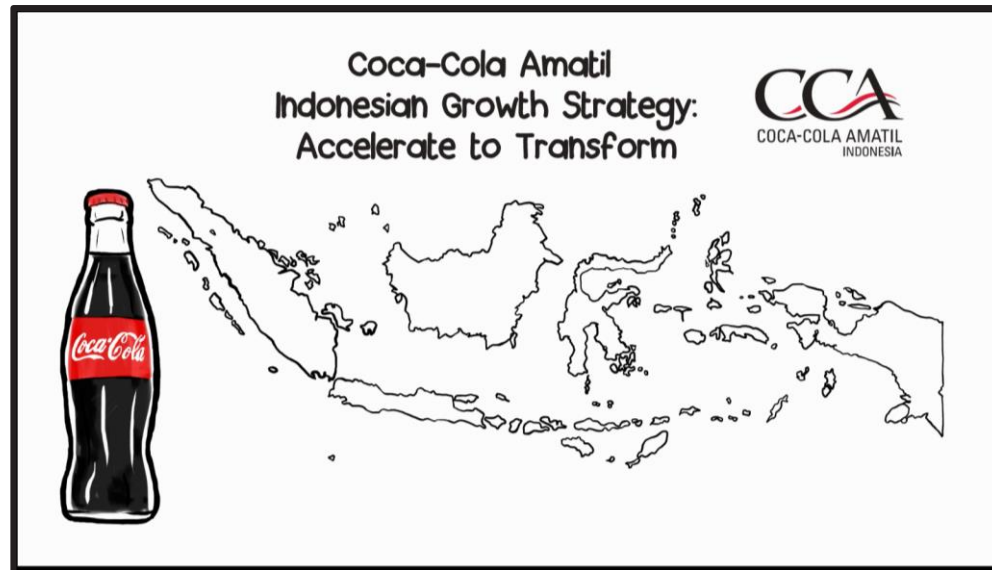 Coca-Cola Amatil
Indonesian Growth Strategy:
Accelerate to Transform
CCA
COCA-COLA AMATIL
INDONESIA
Coca-Cola